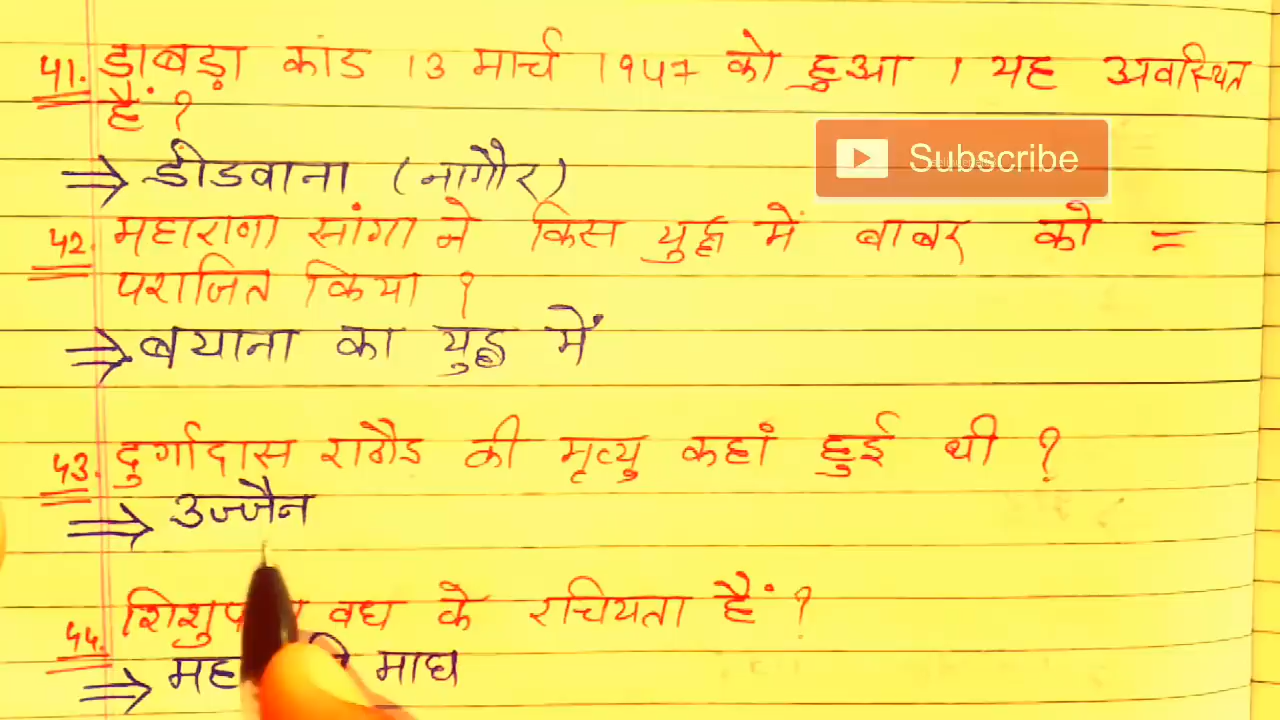 41. डाबड़ा कांड 13 मार्च 1947 को हुआ । यह अवस्थित
हैं ?
Subscribe
⇒ डीडवाना (नागौर)
42. महाराणा सांगा ने किस युद्ध में बाबर को =
पराजित किया ?
⇒ बयाना का युद्ध में
43. दुर्गादास राठौड की मृत्यु कहां हुई थी ?
⇒ उज्जैन
44. वध के रचियता हैं ?
⇒ माघ